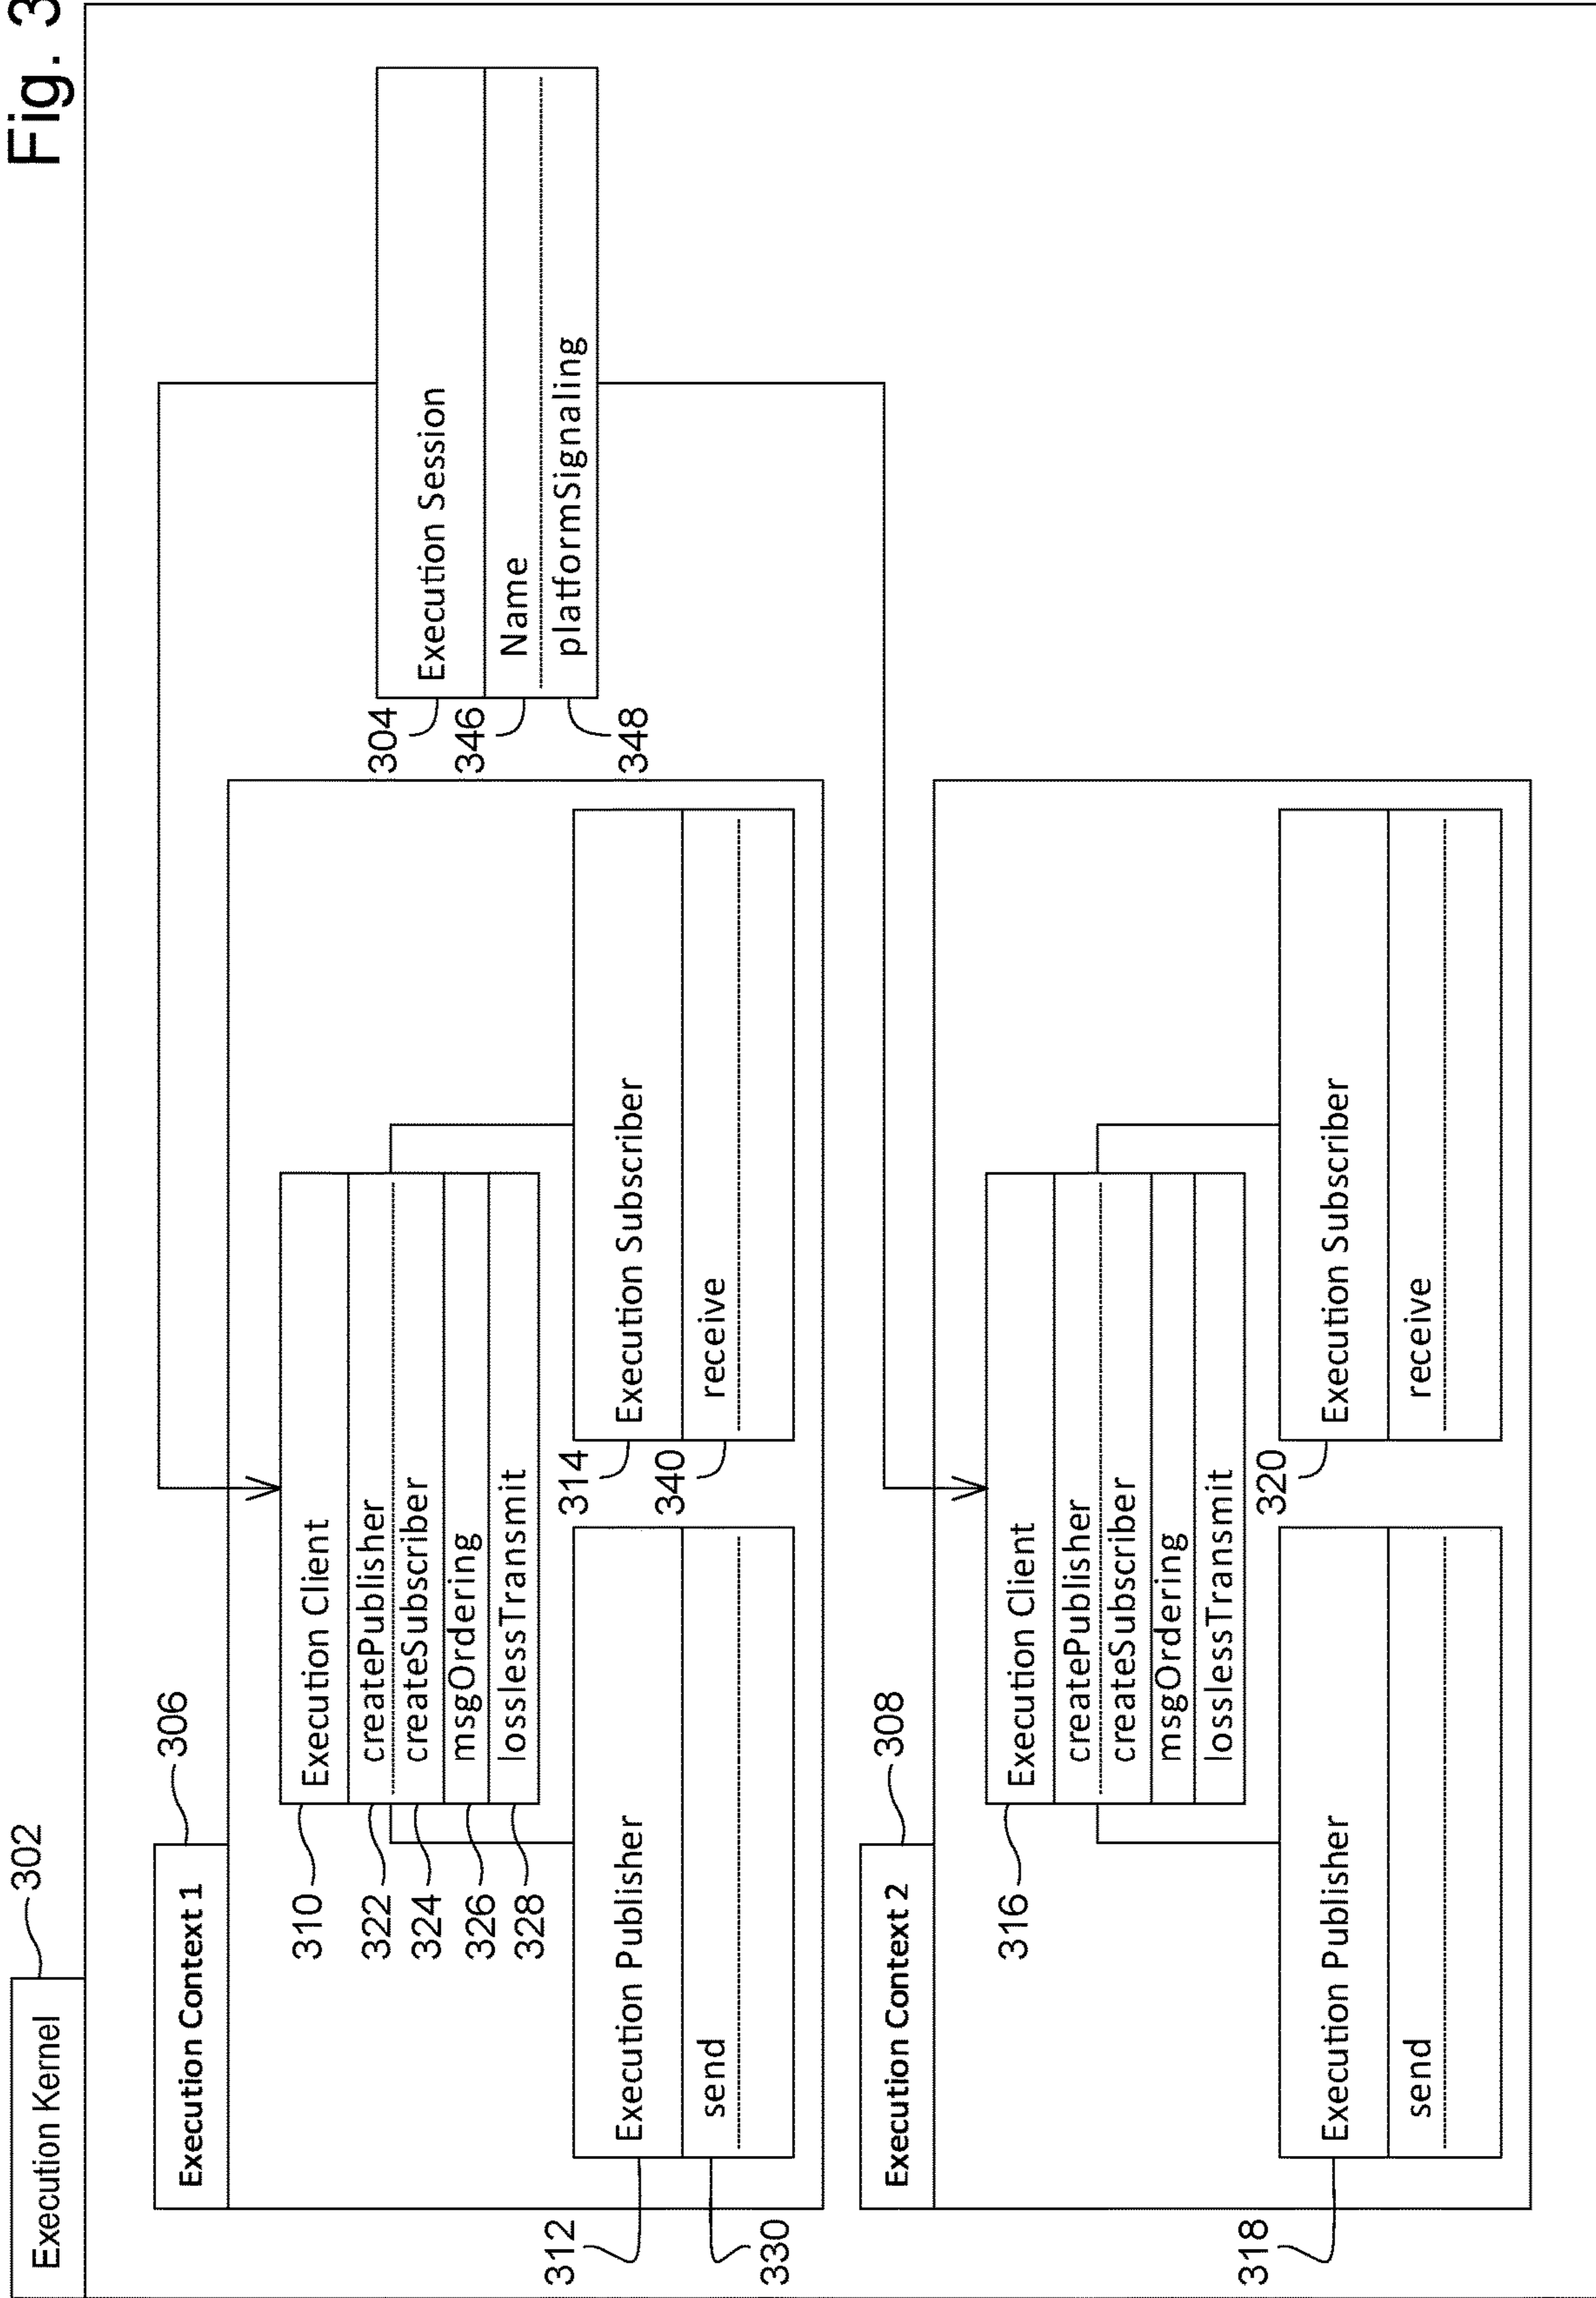 Fig. 3
Execution Kernel
302
Execution Context 1
306
Execution Client
createPublisher
createSubscriber
msgOrdering
losslessTransmit
310
322
324
326
328
Execution Publisher
send
312
330
Execution Subscriber
receive
314
340
Execution Session
Name
platformSignaling
304
346
348
Execution Context 2
308
Execution Client
createPublisher
createSubscriber
msgOrdering
losslessTransmit
316
Execution Publisher
send
318
Execution Subscriber
receive
320